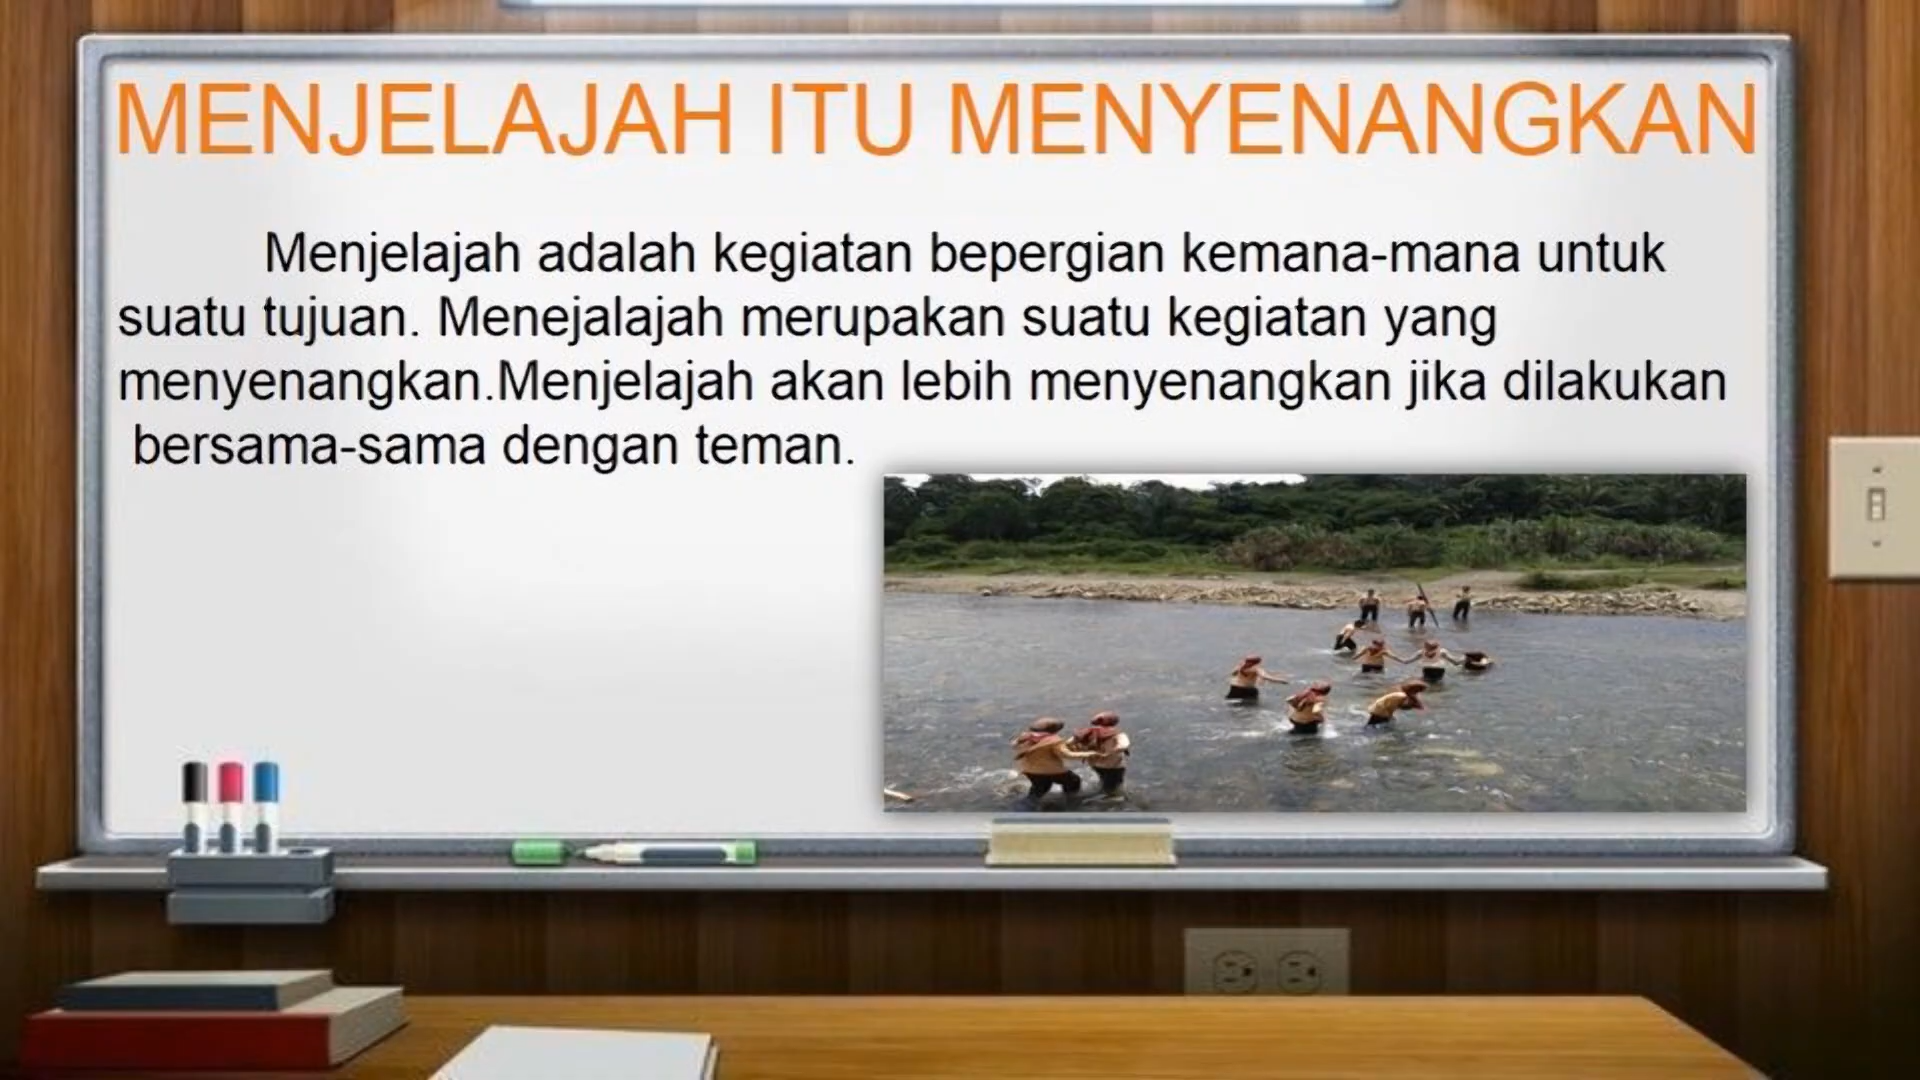 MENJELAJAH ITU MENYENANGKAN
Menjelajah adalah kegiatan bepergian kemana-mana untuk
suatu tujuan. Menejalajah merupakan suatu kegiatan yang
menyenangkan.Menjelajah akan lebih menyenangkan jika dilakukan
bersama-sama dengan teman.